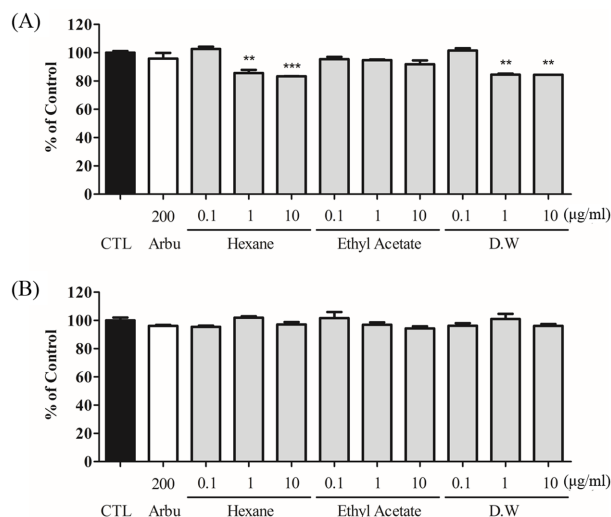 (A)
% of Control
120
100
80
60
40
20
0
** *** ** **
200 0.1 1 10 0.1 1 10 0.1 1 10 (μg/ml)
CTL Arbu Hexane Ethyl Acetate D.W
(B)
% of Control
120
100
80
60
40
20
0
200 0.1 1 10 0.1 1 10 0.1 1 10 (μg/ml)
CTL Arbu Hexane Ethyl Acetate D.W